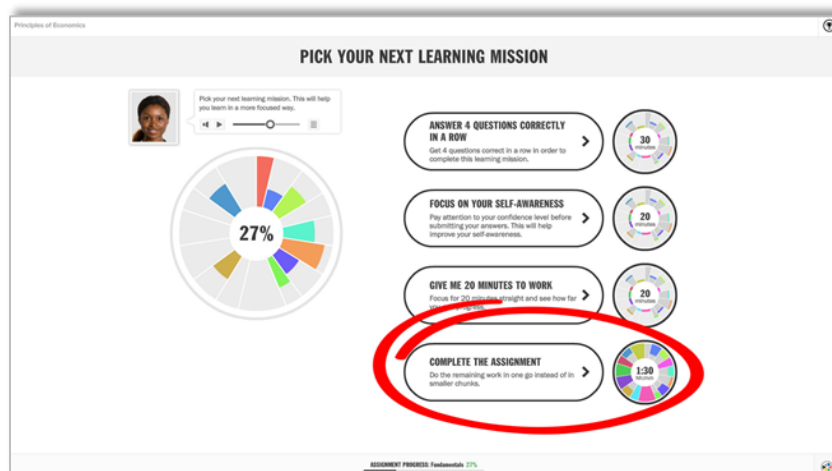 Principles of Economics
PICK YOUR NEXT LEARNING MISSION
Pick your next learning mission. This will help
you learn in a more focused way.
27%
ANSWER 4 QUESTIONS CORRECTLY
IN A ROW
Get 4 questions correct in a row in order to
complete this learning mission.
30
minutes
FOCUS ON YOUR SELF-AWARENESS
Pay attention to your confidence level before
submitting your answers. This will help
improve your self-awareness.
20
minutes
GIVE ME 20 MINUTES TO WORK
Focus for 20 minutes straight and see how far
20
minutes
COMPLETE THE ASSIGNMENT
Do the remaining work in one go instead of in
smaller chunks.
1:30
ASSIGNMENT PROGRESS: Fundamentals 27%